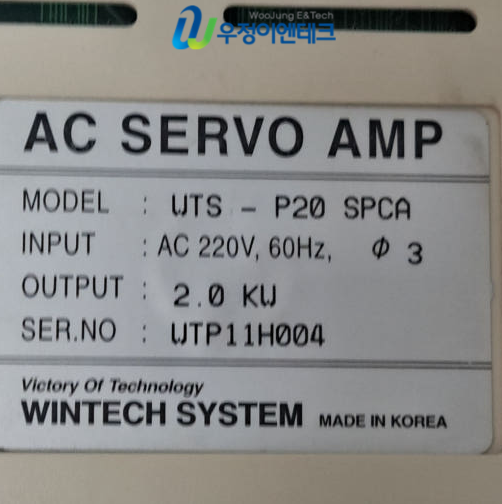 WooJung E&Tech
우정이엔테크
AC SERVO AMP
MODEL : WTS - P20 SPCA
INPUT : AC 220V, 60Hz, Φ 3
OUTPUT : 2.0 KW
SER.NO : WTP11H004
Victory Of Technology
WINTECH SYSTEM MADE IN KOREA